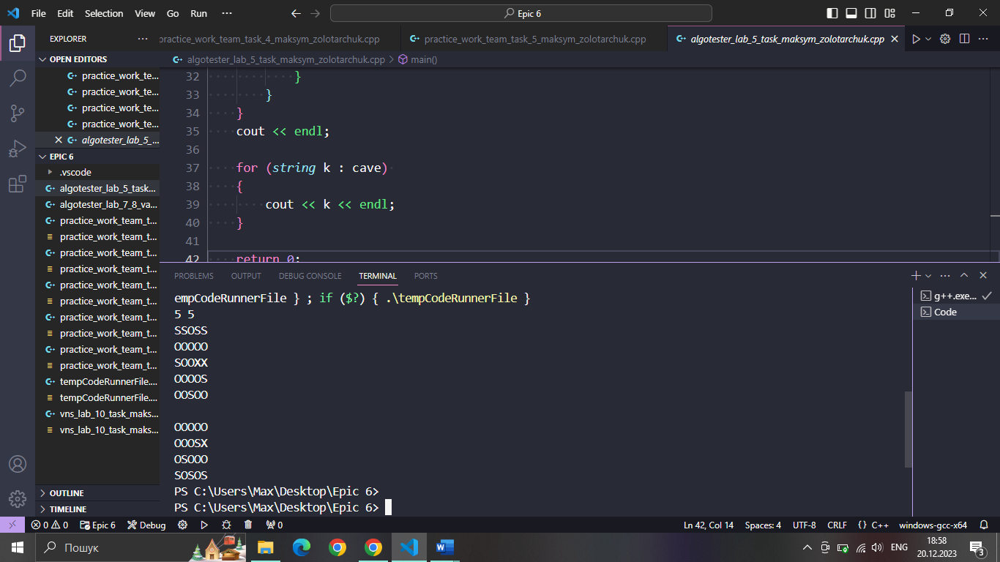 File Edit Selection View Go Run ··· Epic 6
EXPLORER ···
practice_work_team_task_4_maksym_zolotarchuk.cpp
practice_work_team_task_5_maksym_zolotarchuk.cpp
algotester_lab_5_task_maksym_zolotarchuk.cpp
OPEN EDITORS
practice_work_te...
practice_work_te...
practice_work_te...
practice_work_te...
algotester_lab_5_...
EPIC 6
.vscode
algotester_lab_5_task...
algotester_lab_7_8_va...
practice_work_team_t...
practice_work_team_t...
practice_work_team_t...
practice_work_team_t...
practice_work_team_t...
practice_work_team_t...
practice_work_team_t...
practice_work_team_t...
practice_work_team_t...
practice_work_team_t...
tempCodeRunnerFile....
tempCodeRunnerFile....
vns_lab_10_task_maks...
vns_lab_10_task_maks...
OUTLINE
TIMELINE
algotester_lab_5_task_maksym_zolotarchuk.cpp > main()
32 }
33 }
34 }
35 cout << endl;
36
37 for (string k : cave)
38 {
39 cout << k << endl;
40 }
41
42 return 0;
PROBLEMS OUTPUT DEBUG CONSOLE TERMINAL PORTS
empCodeRunnerFile } ; if ($?) { .\tempCodeRunnerFile }
5 5
SSOSS
OOOOO
SOOXX
OOOOS
OOSOO
OOOOO
OOOSX
OSOOO
SOSOS
PS C:\Users\Max\Desktop\Epic 6>
PS C:\Users\Max\Desktop\Epic 6>
g++.exe...
Code
0 0 Epic 6 Debug 0 Ln 42, Col 14 Spaces: 4 UTF-8 CRLF {} C++ windows-gcc-x64
Пошук
ENG
18:58
20.12.2023
3